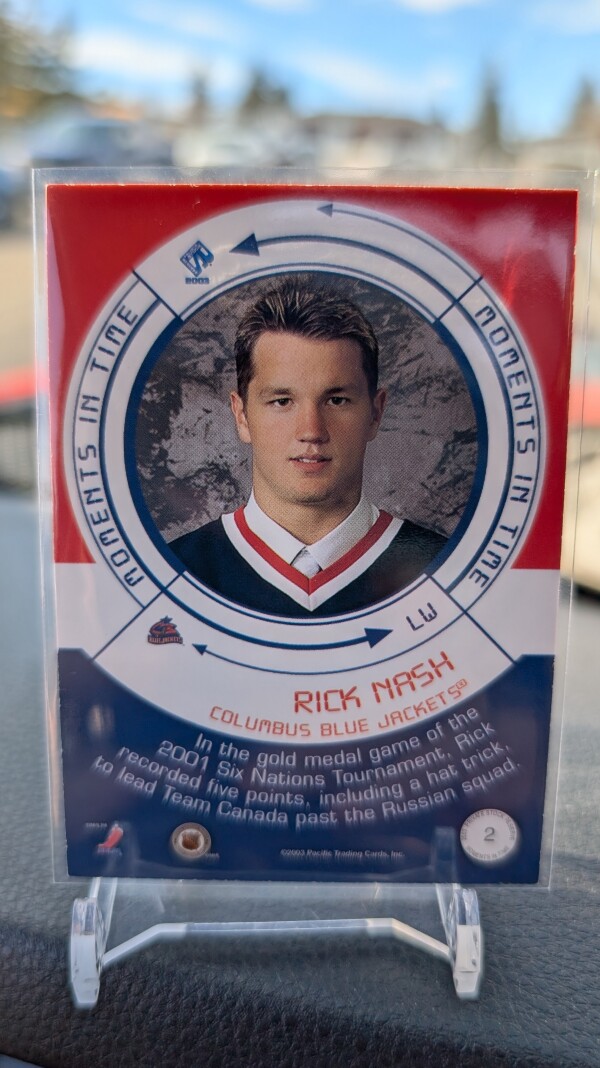 2003
MOMENTS IN TIME
MOMENTS IN TIME
BLUE JACKETS
LW
RICK NASH
COLUMBUS BLUE JACKETS®
In the gold medal game of the
2001 Six Nations Tournament, Rick
recorded five points, including a hat trick,
to lead Team Canada past the Russian squad.
©2003 Pacific Trading Cards, Inc.
2